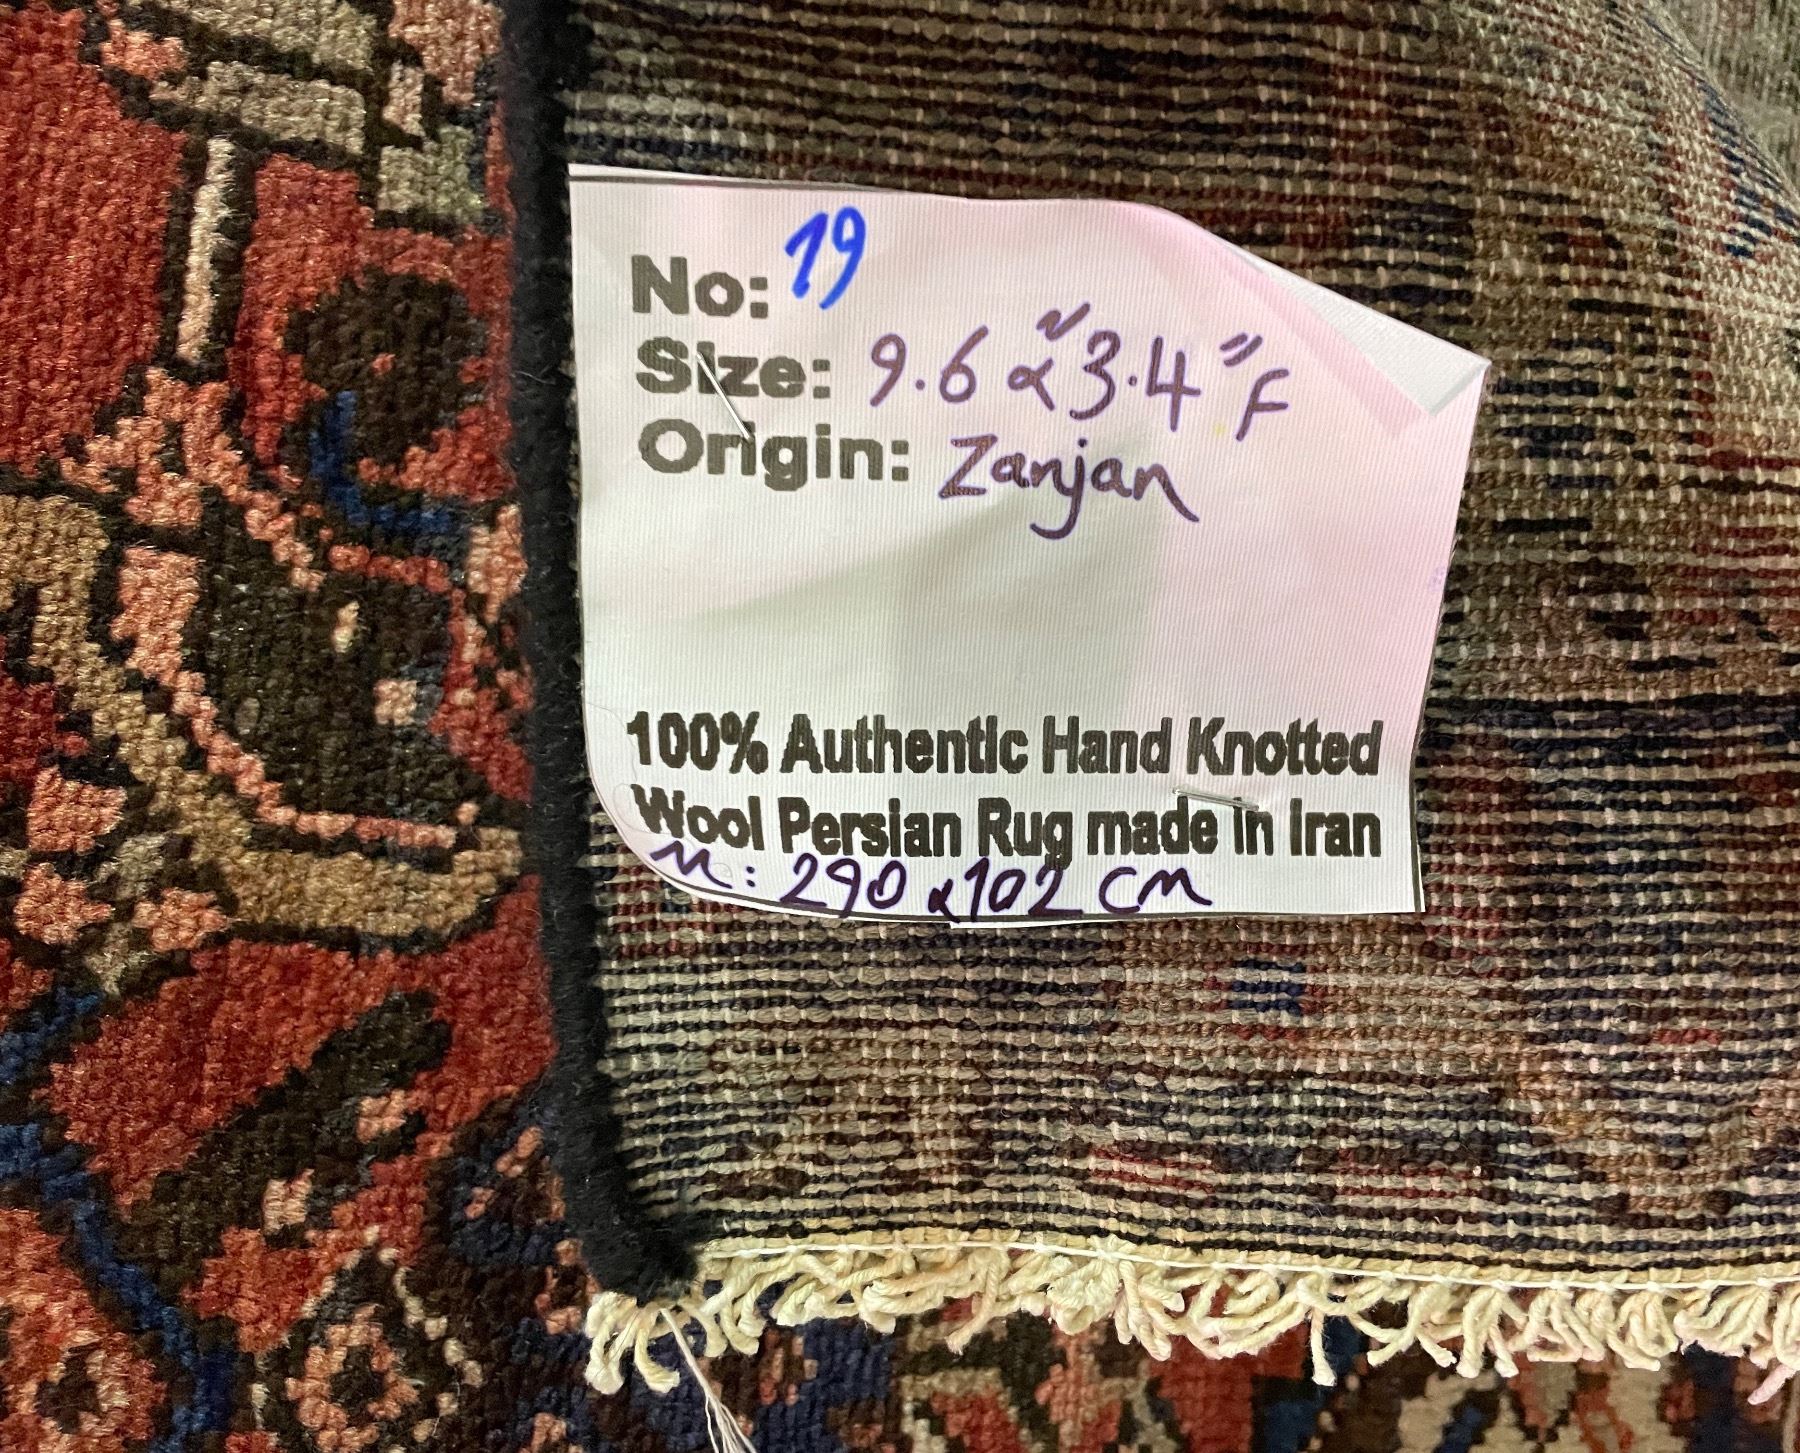 No: 19
Size: 9.6" x 3.4" F
Origin: Zanjan
100% Authentic Hand Knotted
Wool Persian Rug made in Iran
M: 290 x 102 CM